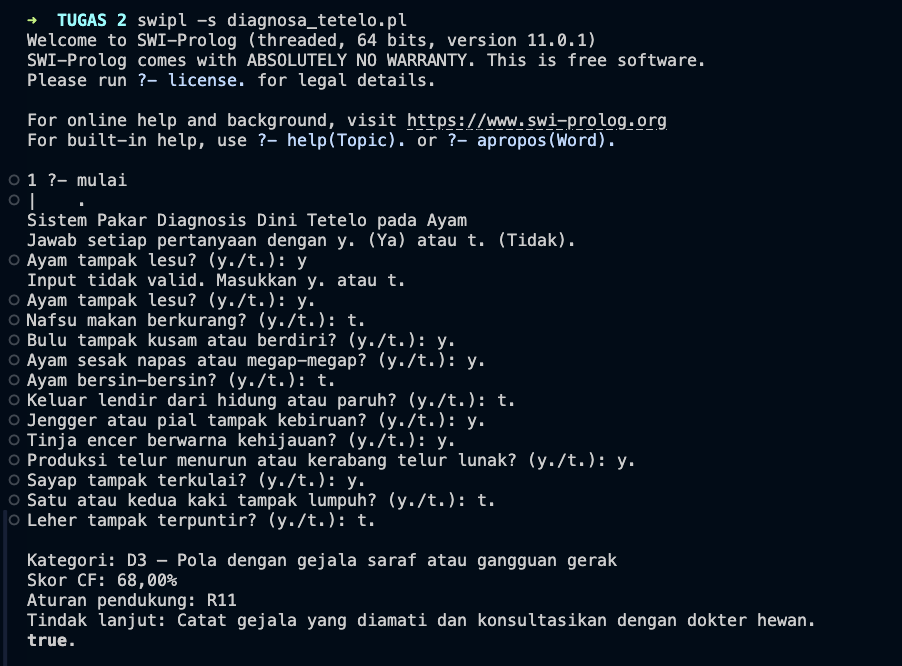 → TUGAS 2 swipl -s diagnosa_tetelo.pl
Welcome to SWI-Prolog (threaded, 64 bits, version 11.0.1)
SWI-Prolog comes with ABSOLUTELY NO WARRANTY. This is free software.
Please run ?- license. for legal details.

For online help and background, visit https://www.swi-prolog.org
For built-in help, use ?- help(Topic). or ?- apropos(Word).

1 ?- mulai
|    .
Sistem Pakar Diagnosis Dini Tetelo pada Ayam
Jawab setiap pertanyaan dengan y. (Ya) atau t. (Tidak).
Ayam tampak lesu? (y./t.): y
Input tidak valid. Masukkan y. atau t.
Ayam tampak lesu? (y./t.): y.
Nafsu makan berkurang? (y./t.): t.
Bulu tampak kusam atau berdiri? (y./t.): y.
Ayam sesak napas atau megap-megap? (y./t.): y.
Ayam bersin-bersin? (y./t.): t.
Keluar lendir dari hidung atau paruh? (y./t.): t.
Jengger atau pial tampak kebiruan? (y./t.): y.
Tinja encer berwarna kehijauan? (y./t.): y.
Produksi telur menurun atau kerabang telur lunak? (y./t.): y.
Sayap tampak terkulai? (y./t.): y.
Satu atau kedua kaki tampak lumpuh? (y./t.): t.
Leher tampak terpuntir? (y./t.): t.

Kategori: D3 — Pola dengan gejala saraf atau gangguan gerak
Skor CF: 68,00%
Aturan pendukung: R11
Tindak lanjut: Catat gejala yang diamati dan konsultasikan dengan dokter hewan.
true.